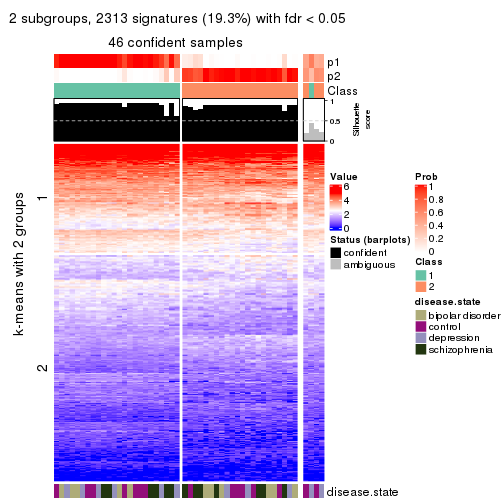 2 subgroups, 2313 signatures (19.3%) with fdr < 0.05
46 confident samples
p1
p2
Class
1
0.5
0
Silhouette
score
k-means with 2 groups
1
2
Value
6
4
2
0
Status (barplots)
confident
ambiguous
Prob
1
0.8
0.6
0.4
0.2
0
Class
1
2
disease.state
bipolar disorder
control
depression
schizophrenia
disease.state